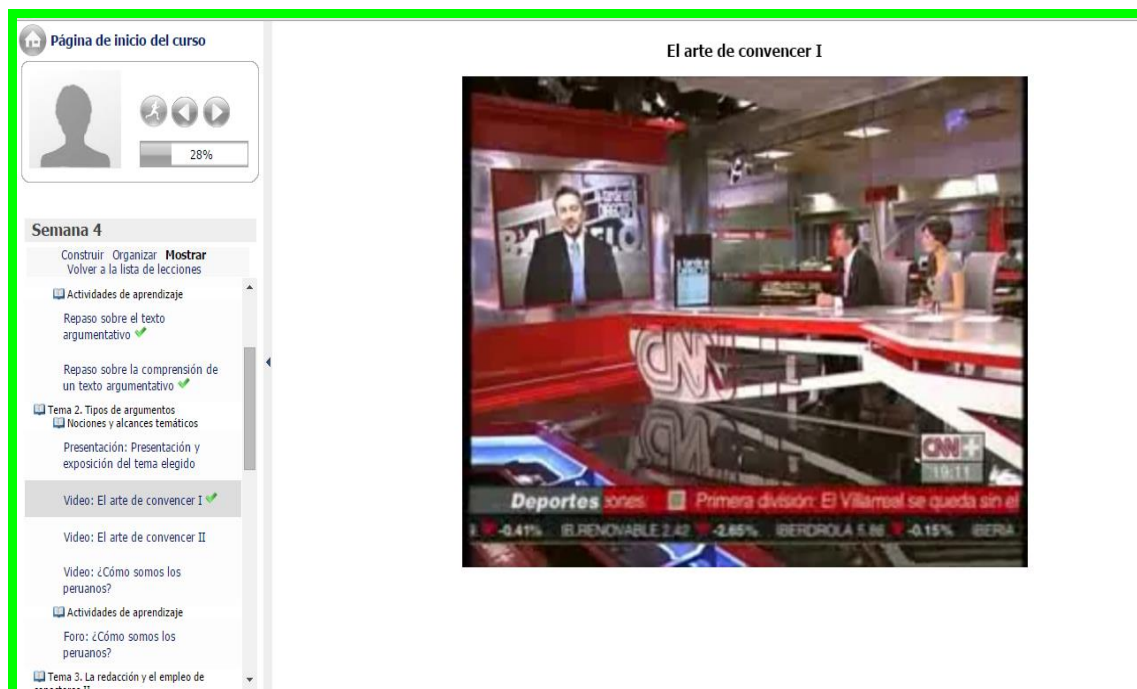 Página de inicio del curso
28%
Semana 4
Construir Organizar Mostrar
Volver a la lista de lecciones
Actividades de aprendizaje
Repaso sobre el texto
argumentativo
Repaso sobre la comprensión de
un texto argumentativo
Tema 2. Tipos de argumentos
Nociones y alcances temáticos
Presentación: Presentación y
exposición del tema elegido
Video: El arte de convencer I
Video: El arte de convencer II
Video: ¿Cómo somos los
peruanos?
Actividades de aprendizaje
Foro: ¿Cómo somos los
peruanos?
Tema 3. La redacción y el empleo de
conectores II
El arte de convencer I
CNN
CNN+
19:11
Deportes
Primera división: El Villarreal se queda sin el
-0.41% IB.RENOVABLE 2.42 -2.65% IBERDROLA 5.86 -0.15% IBERIA